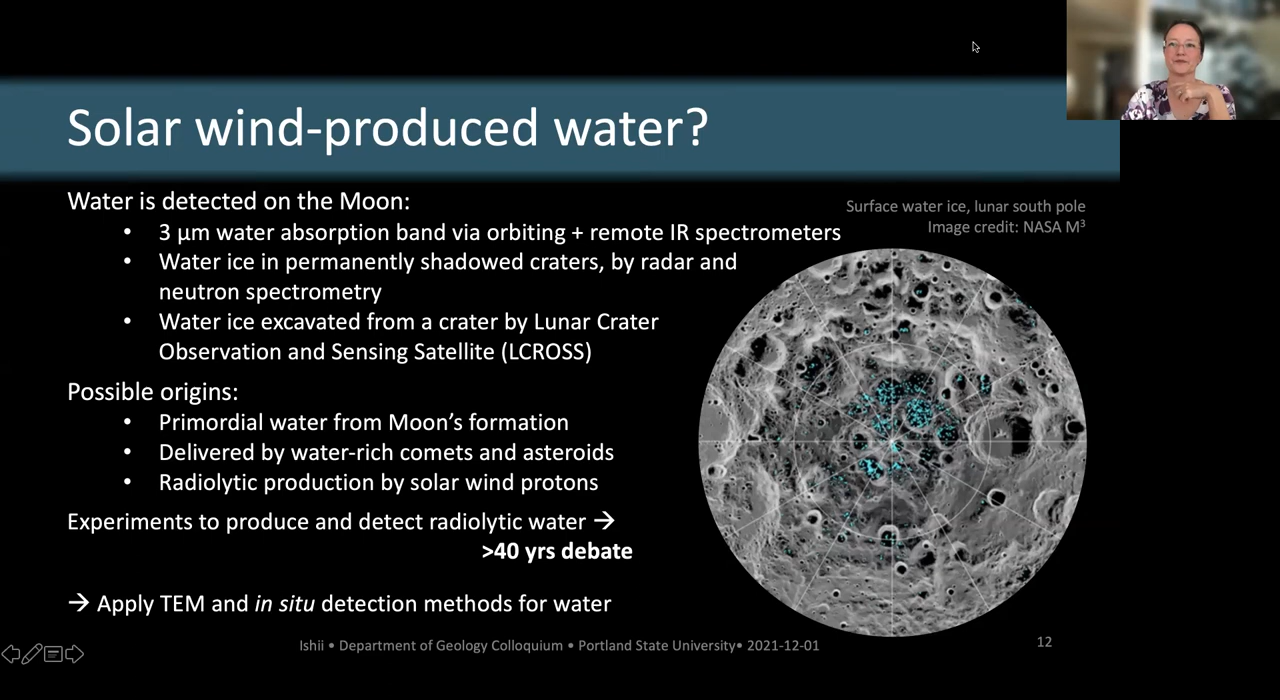 Solar wind-produced water?
Water is detected on the Moon:
• 3 μm water absorption band via orbiting + remote IR spectrometers
• Water ice in permanently shadowed craters, by radar and
neutron spectrometry
• Water ice excavated from a crater by Lunar Crater
Observation and Sensing Satellite (LCROSS)
Surface water ice, lunar south pole
Image credit: NASA M³
Possible origins:
• Primordial water from Moon’s formation
• Delivered by water-rich comets and asteroids
• Radiolytic production by solar wind protons
Experiments to produce and detect radiolytic water →
>40 yrs debate
→ Apply TEM and in situ detection methods for water
Ishii • Department of Geology Colloquium • Portland State University• 2021-12-01
12